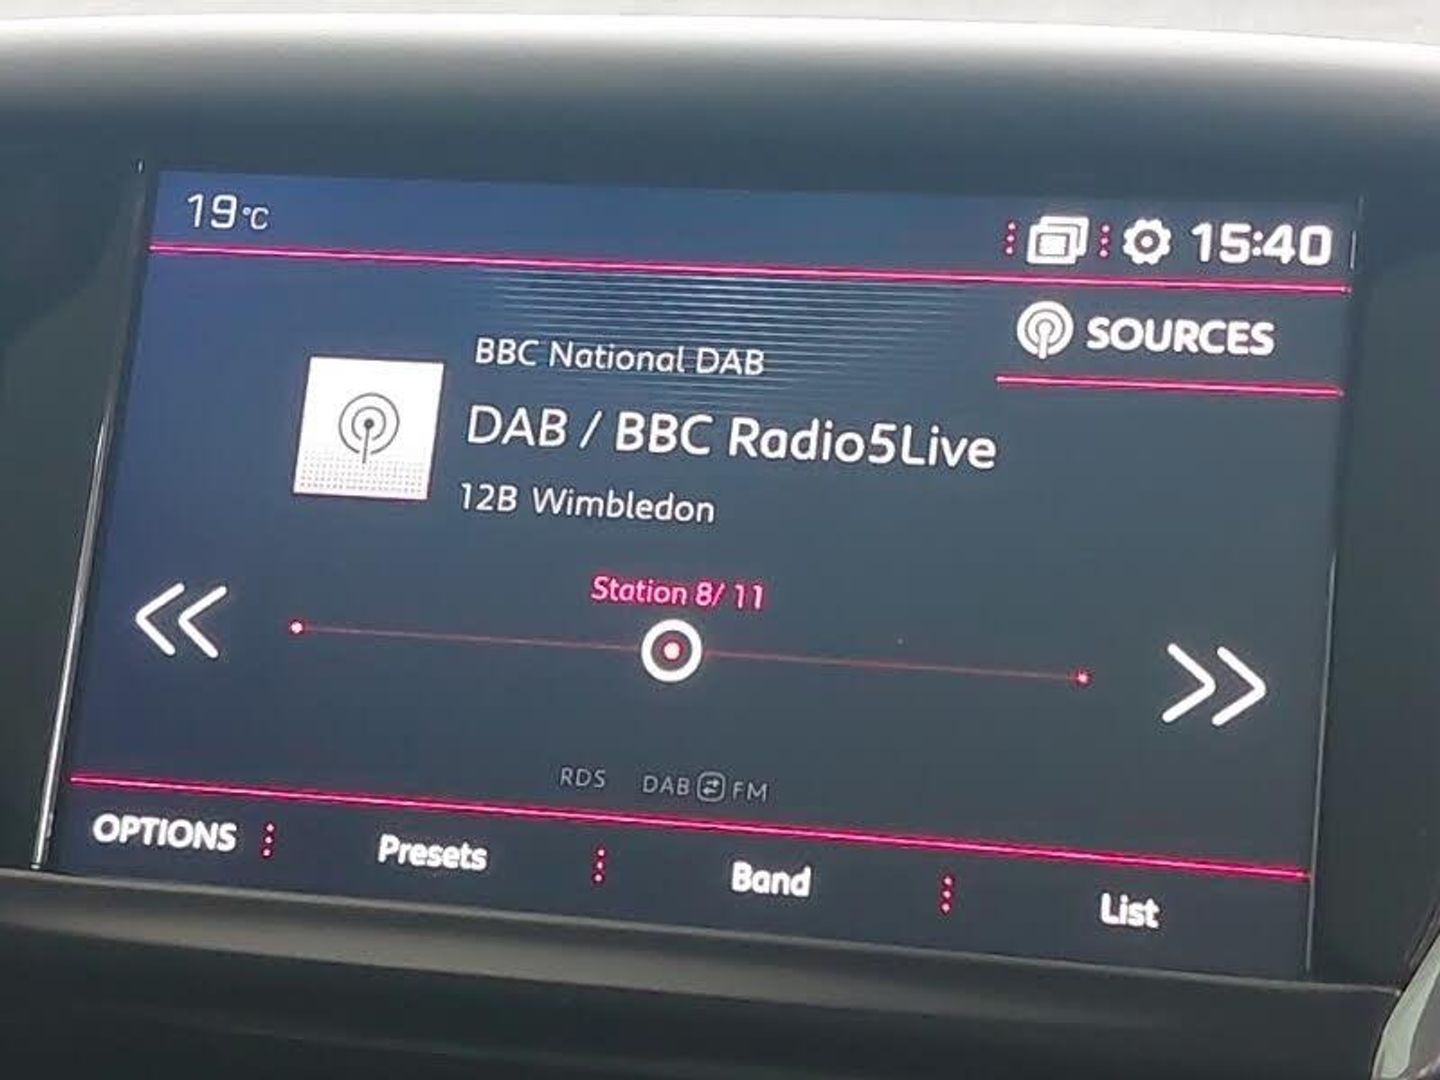 19°C
15:40
SOURCES
BBC National DAB
DAB / BBC Radio5Live
12B Wimbledon
Station 8/ 11
RDS DAB FM
OPTIONS
Presets
Band
List